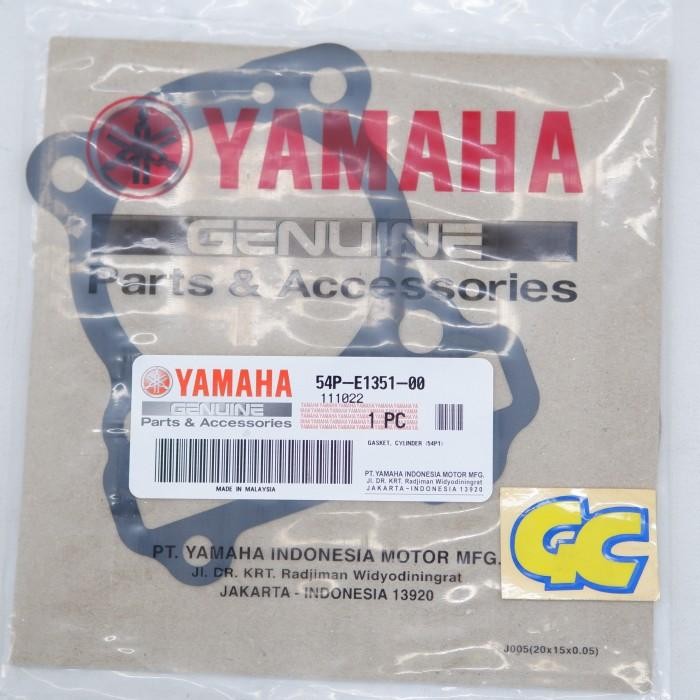 YAMAHA
GENUINE
Parts & Accessories
YAMAHA
GENUINE
Parts & Accessories
54P-E1351-00
111022
1 PC
GASKET, CYLINDER (54P1)
MADE IN MALAYSIA
PT. YAMAHA INDONESIA MOTOR MFG.
Jl. DR. KRT. Radjiman Widyodiningrat
JAKARTA-INDONESIA 13920
GC
PT. YAMAHA INDONESIA MOTOR MFG.
Jl. DR. KRT. Radjiman Widyodiningrat
JAKARTA - INDONESIA 13920
J005(20x15x0.05)